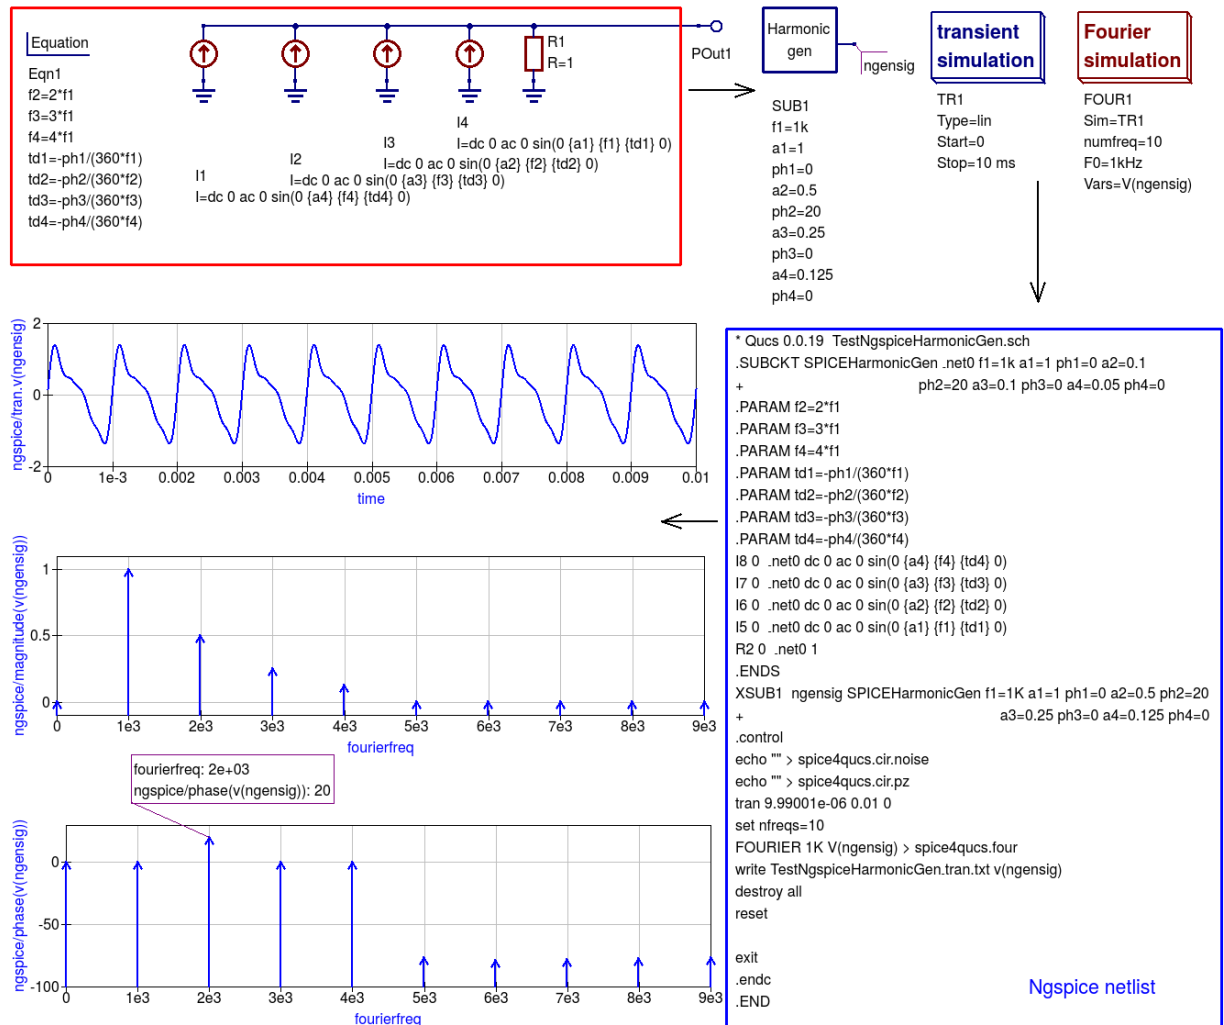 Equation
Eqn1
f2=2*f1
f3=3*f1
f4=4*f1
td1=-ph1/(360*f1)
td2=-ph2/(360*f2)
td3=-ph3/(360*f3)
td4=-ph4/(360*f4)
I1
I=dc 0 ac 0 sin(0 {a4} {f4} {td4} 0)
I2
I=dc 0 ac 0 sin(0 {a3} {f3} {td3} 0)
I3
I=dc 0 ac 0 sin(0 {a2} {f2} {td2} 0)
I4
I=dc 0 ac 0 sin(0 {a1} {f1} {td1} 0)
R1
R=1
POut1
Harmonic
gen
ngensig
SUB1
f1=1k
a1=1
ph1=0
a2=0.5
ph2=20
a3=0.25
ph3=0
a4=0.125
ph4=0
transient
simulation
TR1
Type=lin
Start=0
Stop=10 ms
Fourier
simulation
FOUR1
Sim=TR1
numfreq=10
F0=1kHz
Vars=V(ngensig)
ngspice/tran.v(ngensig)
2
0
-2
0 1e-3 0.002 0.003 0.004 0.005 0.006 0.007 0.008 0.009 0.01
time
ngspice/magnitude(v(ngensig))
1
0.5
0
0 1e3 2e3 3e3 4e3 5e3 6e3 7e3 8e3 9e3
fourierfreq
fourierfreq: 2e+03
ngspice/phase(v(ngensig)): 20
ngspice/phase(v(ngensig))
0
-50
-100
0 1e3 2e3 3e3 4e3 5e3 6e3 7e3 8e3 9e3
fourierfreq
* Qucs 0.0.19 TestNgspiceHarmonicGen.sch
.SUBCKT SPICEHarmonicGen _net0 f1=1k a1=1 ph1=0 a2=0.1
+ ph2=20 a3=0.1 ph3=0 a4=0.05 ph4=0
.PARAM f2=2*f1
.PARAM f3=3*f1
.PARAM f4=4*f1
.PARAM td1=-ph1/(360*f1)
.PARAM td2=-ph2/(360*f2)
.PARAM td3=-ph3/(360*f3)
.PARAM td4=-ph4/(360*f4)
I8 0 _net0 dc 0 ac 0 sin(0 {a4} {f4} {td4} 0)
I7 0 _net0 dc 0 ac 0 sin(0 {a3} {f3} {td3} 0)
I6 0 _net0 dc 0 ac 0 sin(0 {a2} {f2} {td2} 0)
I5 0 _net0 dc 0 ac 0 sin(0 {a1} {f1} {td1} 0)
R2 0 _net0 1
.ENDS
XSUB1 ngensig SPICEHarmonicGen f1=1K a1=1 ph1=0 a2=0.5 ph2=20
+ a3=0.25 ph3=0 a4=0.125 ph4=0
.control
echo "" > spice4qucs.cir.noise
echo "" > spice4qucs.cir.pz
tran 9.99001e-06 0.01 0
set nfreqs=10
FOURIER 1K V(ngensig) > spice4qucs.four
write TestNgspiceHarmonicGen.tran.txt v(ngensig)
destroy all
reset
exit
.endc
.END
Ngspice netlist